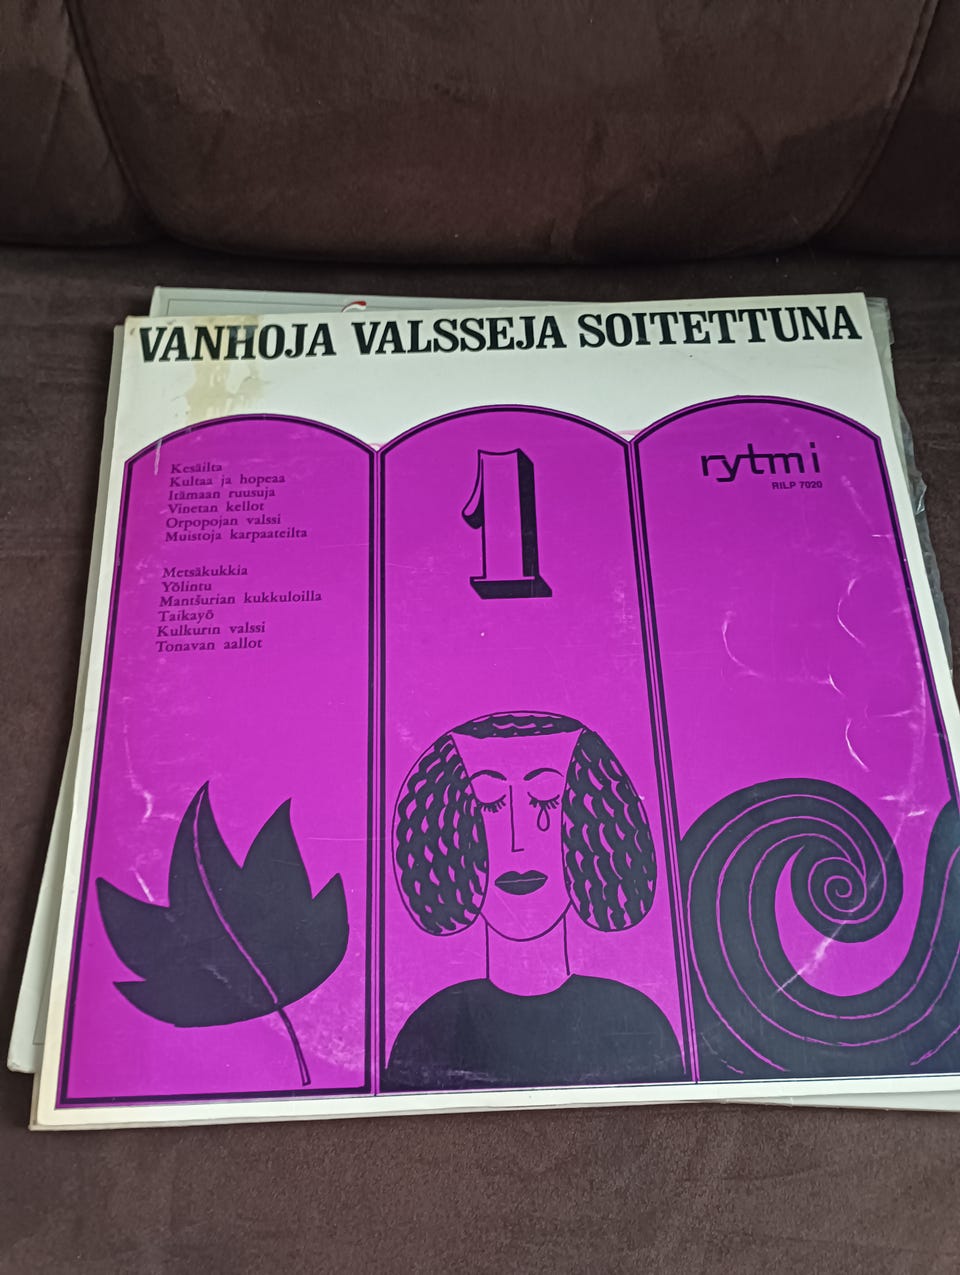 VANHOJA VALSSEJA SOITETTUNA
Kesäilta
Kultaa ja hopeaa
Itämaan ruusuja
Vinetan kellot
Orpopojan valssi
Muistoja karpaateilta
Metsäkukkia
Yölintu
Mantšurian kukkuloilla
Taikayö
Kulkurin valssi
Tonavan aallot
1
rytmi
RILP 7020